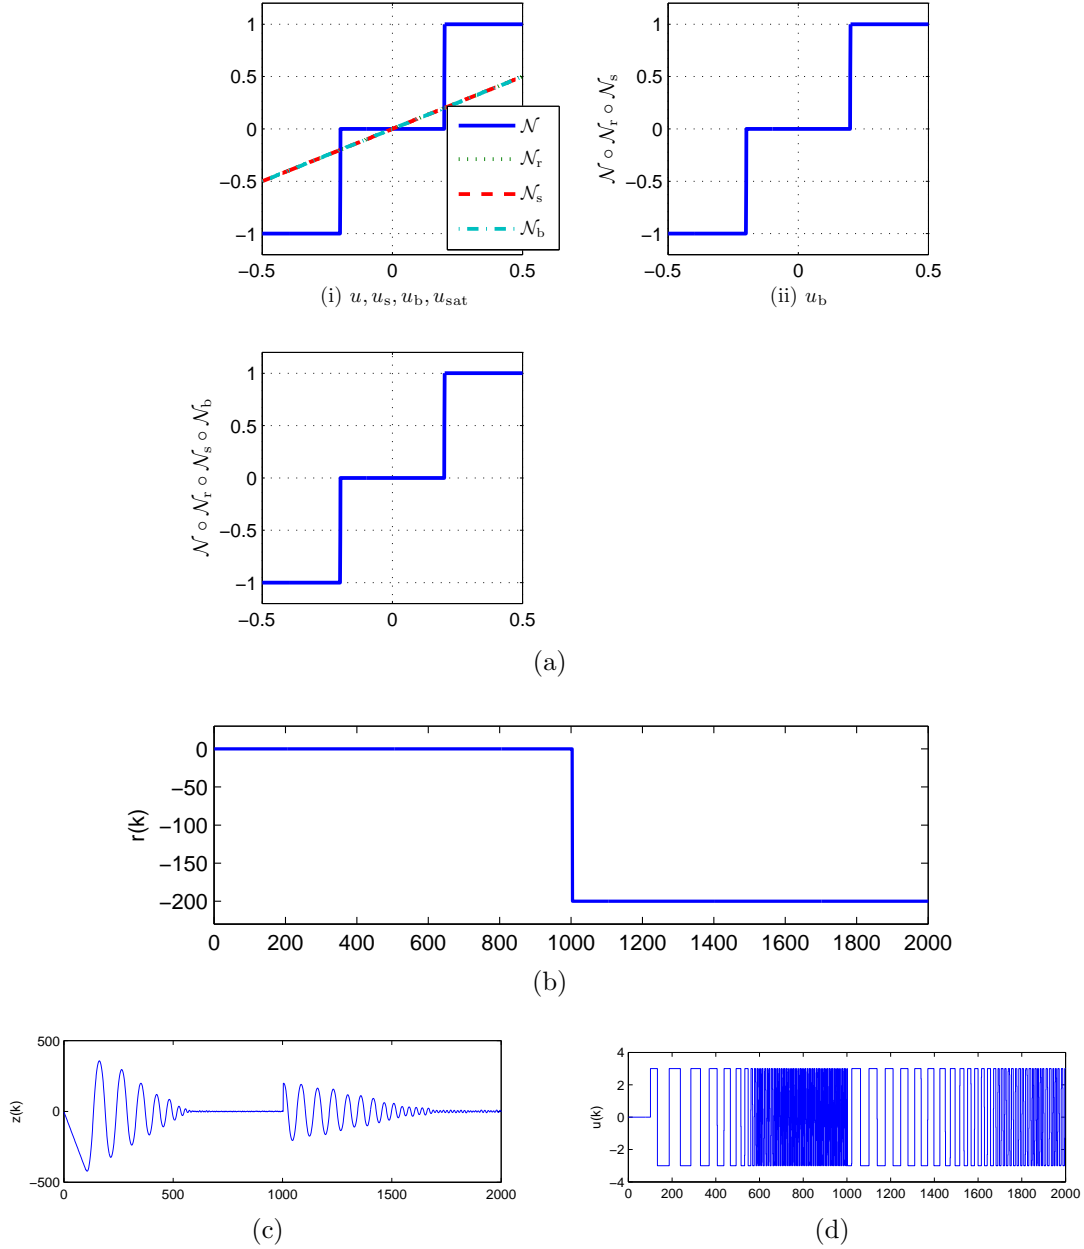 1
0.5
0
−0.5
−1
−0.5 0 0.5
𝒩
𝒩r
𝒩s
𝒩b
(i) u, us, ub, usat
𝒩 ∘ 𝒩r ∘ 𝒩s
1
0.5
0
−0.5
−1
−0.5 0 0.5
(ii) ub
𝒩 ∘ 𝒩r ∘ 𝒩s ∘ 𝒩b
1
0.5
0
−0.5
−1
−0.5 0 0.5
(a)
r(k)
0
−50
−100
−150
−200
0 200 400 600 800 1000 1200 1400 1600 1800 2000
(b)
z(k)
500
0
−500
0 500 1000 1500 2000
(c)
u(k)
4
2
0
−2
−4
0 200 400 600 800 1000 1200 1400 1600 1800 2000
(d)